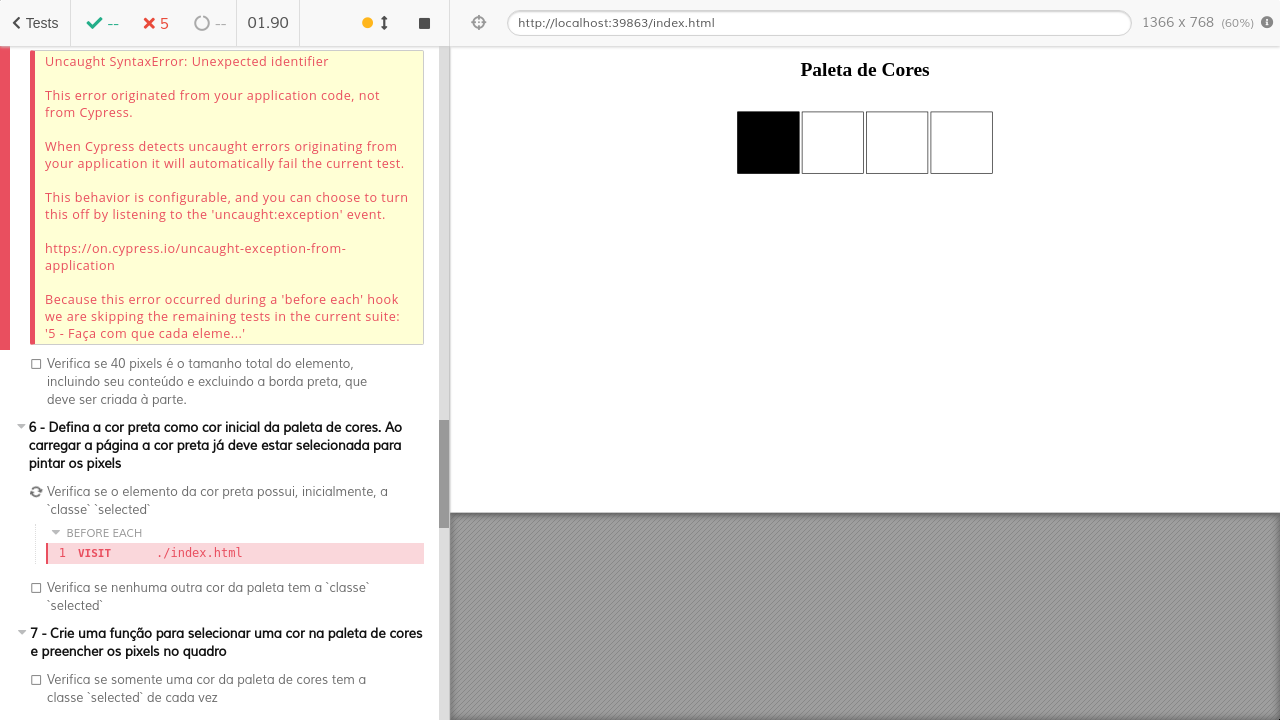 Tests
--
5
--
01.90
http://localhost:39863/index.html
1366 x 768 (60%)
Uncaught SyntaxError: Unexpected identifier
This error originated from your application code, not
from Cypress.
When Cypress detects uncaught errors originating from
your application it will automatically fail the current test.
This behavior is configurable, and you can choose to turn
this off by listening to the 'uncaught:exception' event.
https://on.cypress.io/uncaught-exception-from-
application
Because this error occurred during a 'before each' hook
we are skipping the remaining tests in the current suite:
'5 - Faça com que cada eleme...'
Verifica se 40 pixels é o tamanho total do elemento,
incluindo seu conteúdo e excluindo a borda preta, que
deve ser criada à parte.
6 - Defina a cor preta como cor inicial da paleta de cores. Ao
carregar a página a cor preta já deve estar selecionada para
pintar os pixels
Verifica se o elemento da cor preta possui, inicialmente, a
`classe` `selected`
BEFORE EACH
1 VISIT ./index.html
Verifica se nenhuma outra cor da paleta tem a `classe`
`selected`
7 - Crie uma função para selecionar uma cor na paleta de cores
e preencher os pixels no quadro
Verifica se somente uma cor da paleta de cores tem a
classe `selected` de cada vez
Paleta de Cores